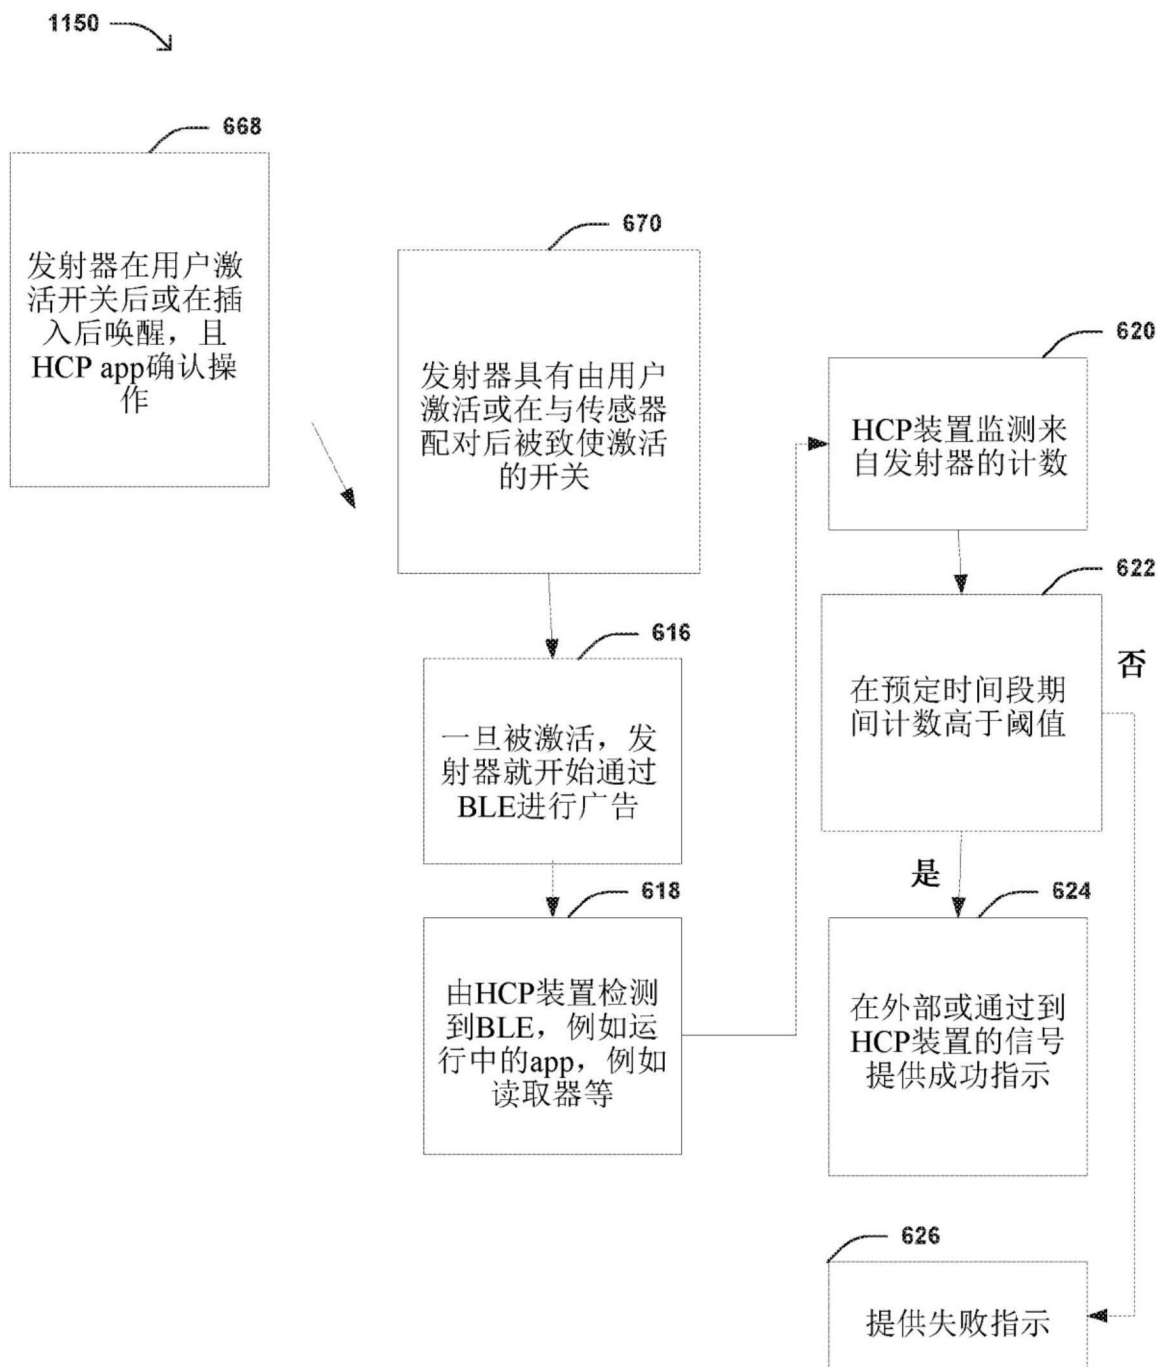 1150
668
发射器在用户激
活开关后或在插
入后唤醒，且
HCP app确认操
作
670
发射器具有由用户
激活或在与传感器
配对后被致使激活
的开关
616
一旦被激活，发
射器就开始通过
BLE进行广告
618
由HCP装置检测
到BLE，例如运
行中的app，例如
读取器等
620
HCP装置监测来
自发射器的计数
622
在预定时间段期
间计数高于阈值
否
是
624
在外部或通过到
HCP装置的信号
提供成功指示
626
提供失败指示